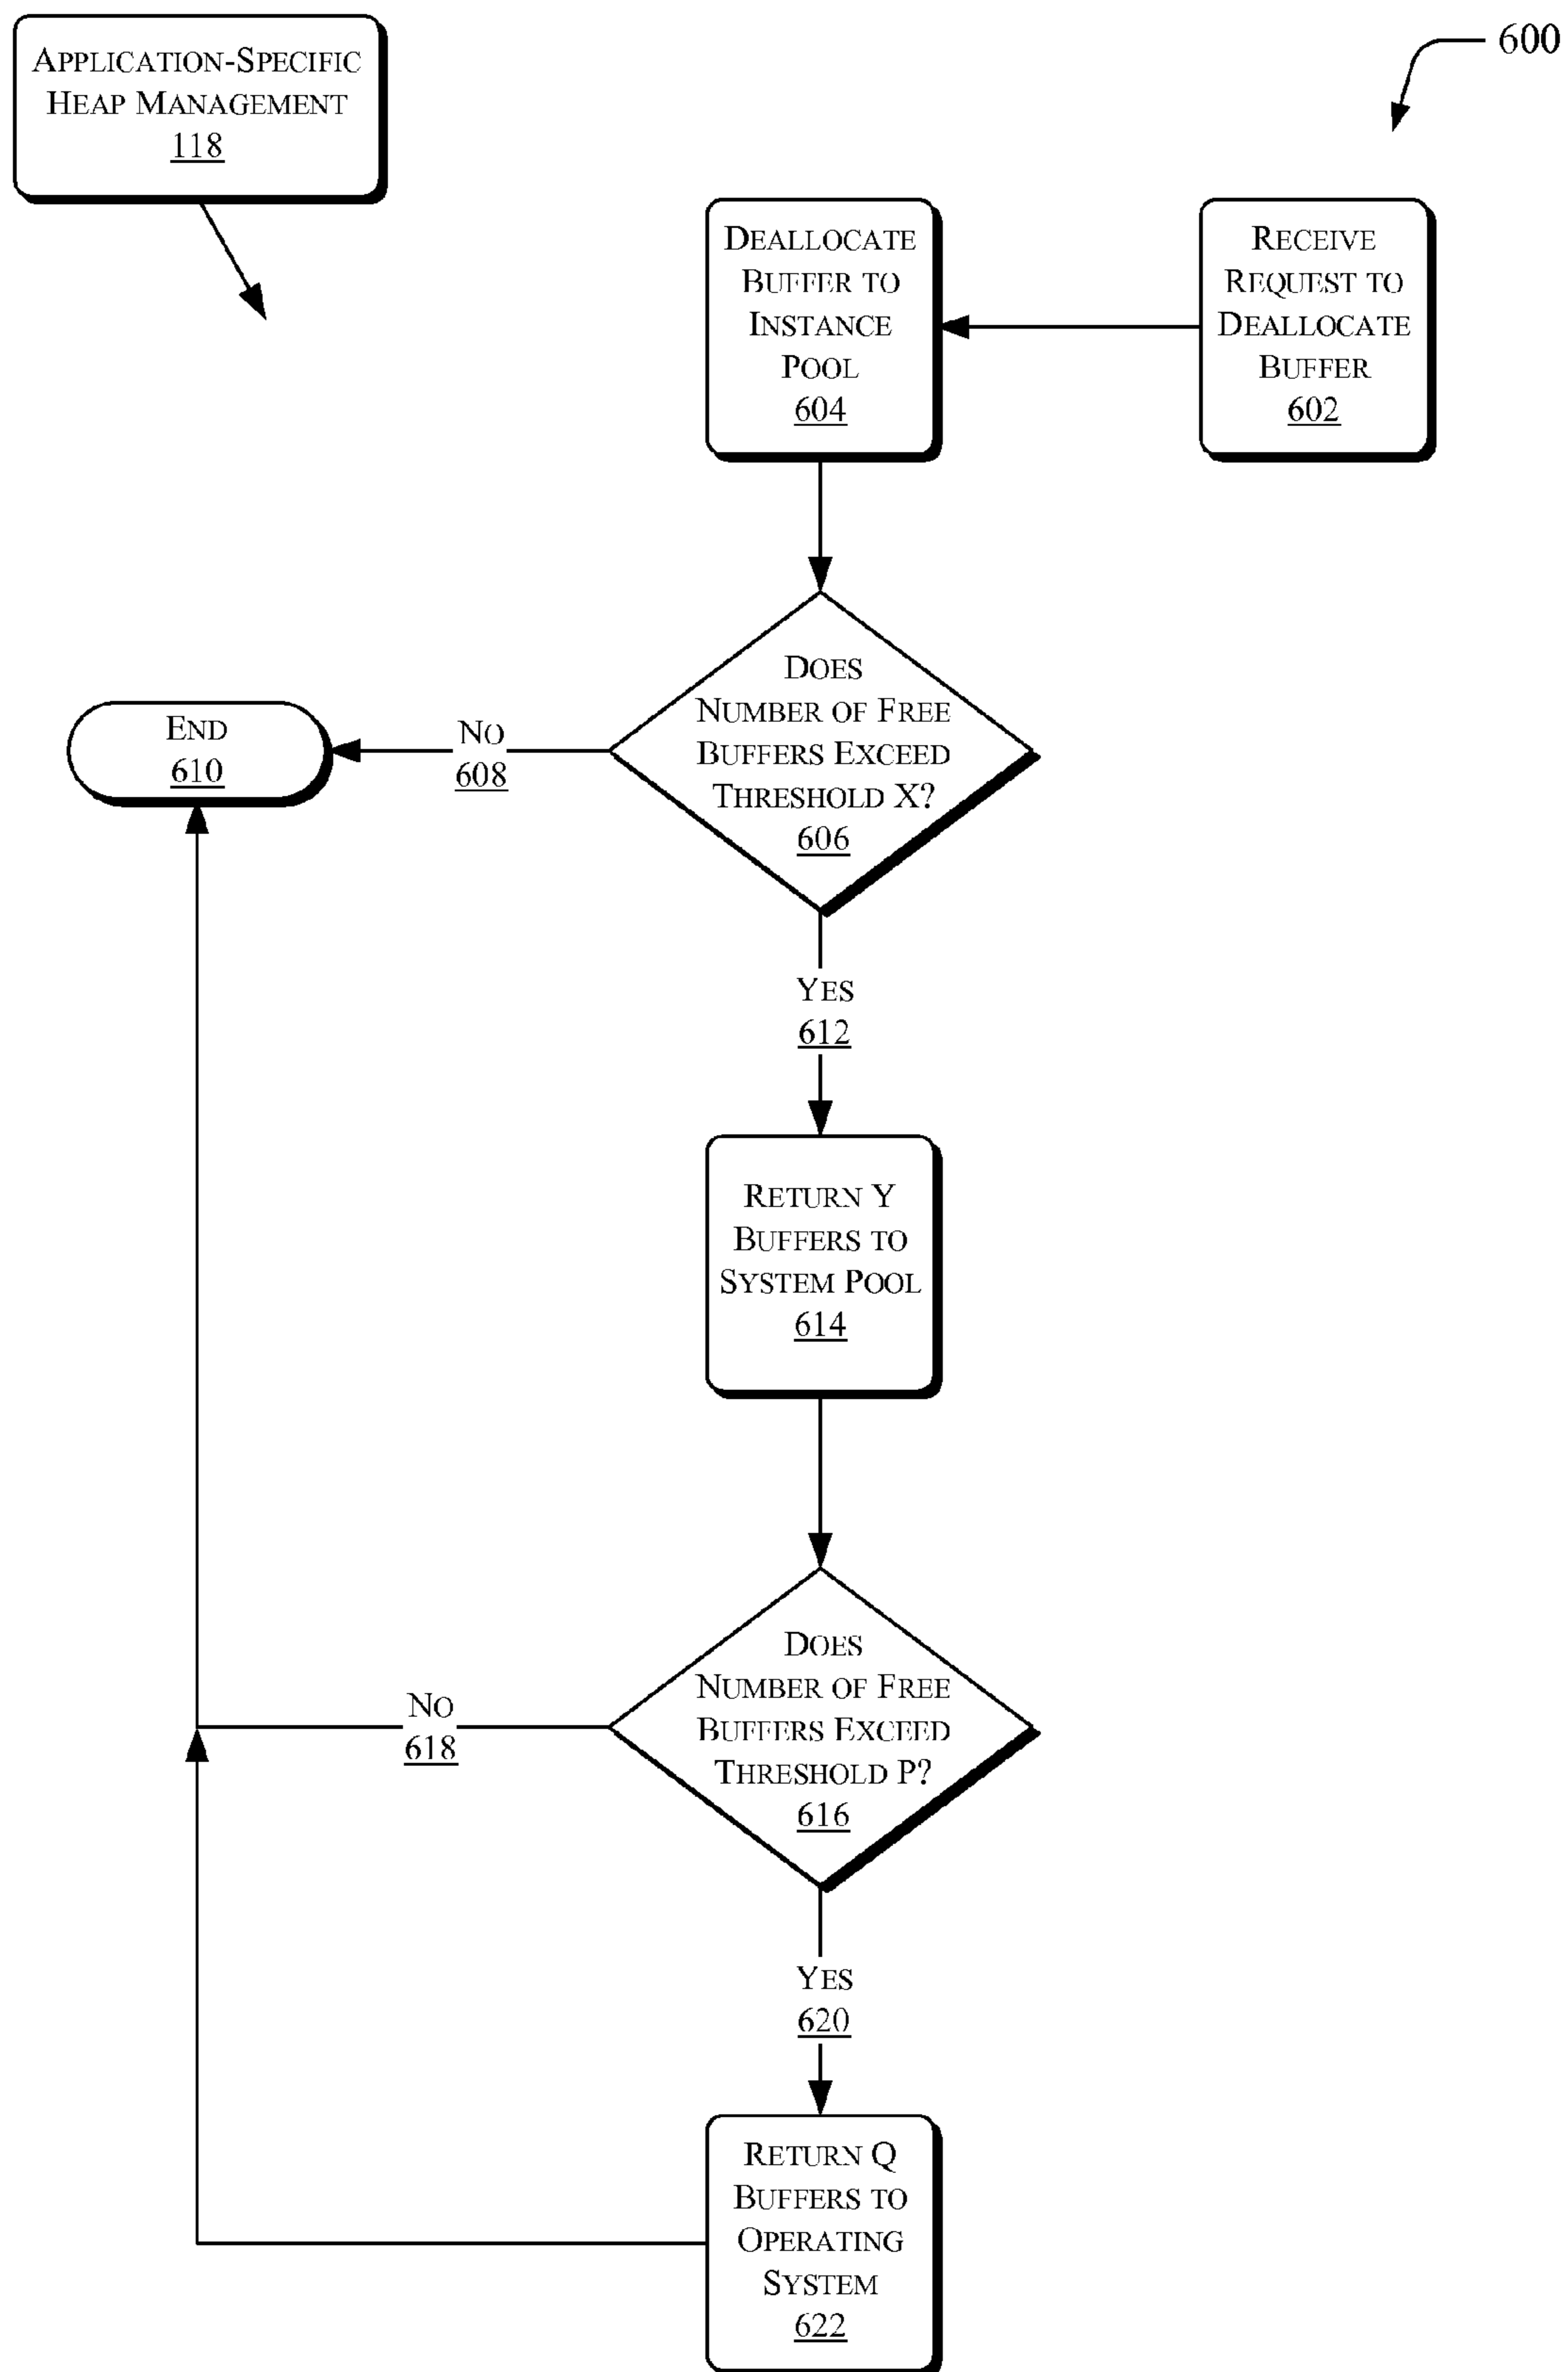 APPLICATION-SPECIFIC
HEAP MANAGEMENT
118
600
DEALLOCATE
BUFFER TO
INSTANCE
POOL
604
RECEIVE
REQUEST TO
DEALLOCATE
BUFFER
602
DOES
NUMBER OF FREE
BUFFERS EXCEED
THRESHOLD X?
606
NO
608
END
610
YES
612
RETURN Y
BUFFERS TO
SYSTEM POOL
614
DOES
NUMBER OF FREE
BUFFERS EXCEED
THRESHOLD P?
616
NO
618
YES
620
RETURN Q
BUFFERS TO
OPERATING
SYSTEM
622